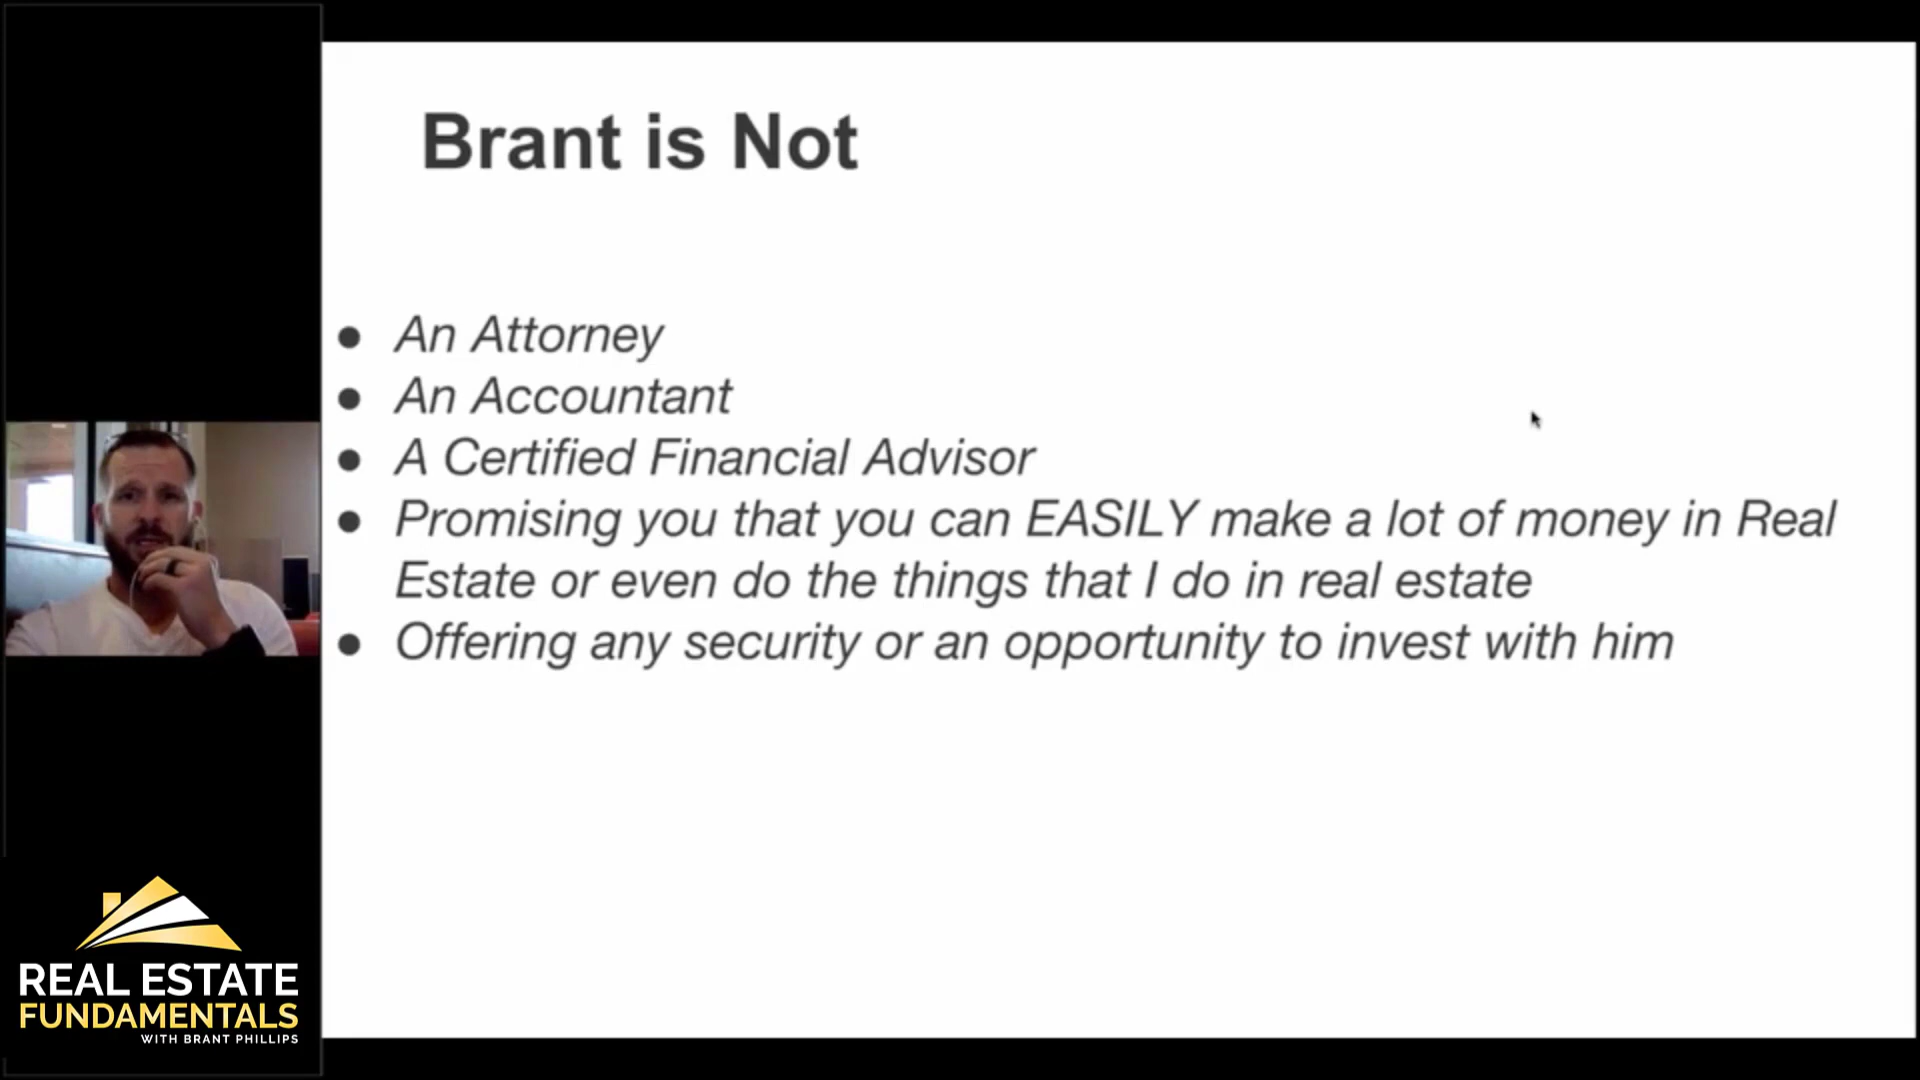 Brant is Not
● An Attorney
● An Accountant
● A Certified Financial Advisor
● Promising you that you can EASILY make a lot of money in Real
Estate or even do the things that I do in real estate
● Offering any security or an opportunity to invest with him
REAL ESTATE
FUNDAMENTALS
WITH BRANT PHILLIPS